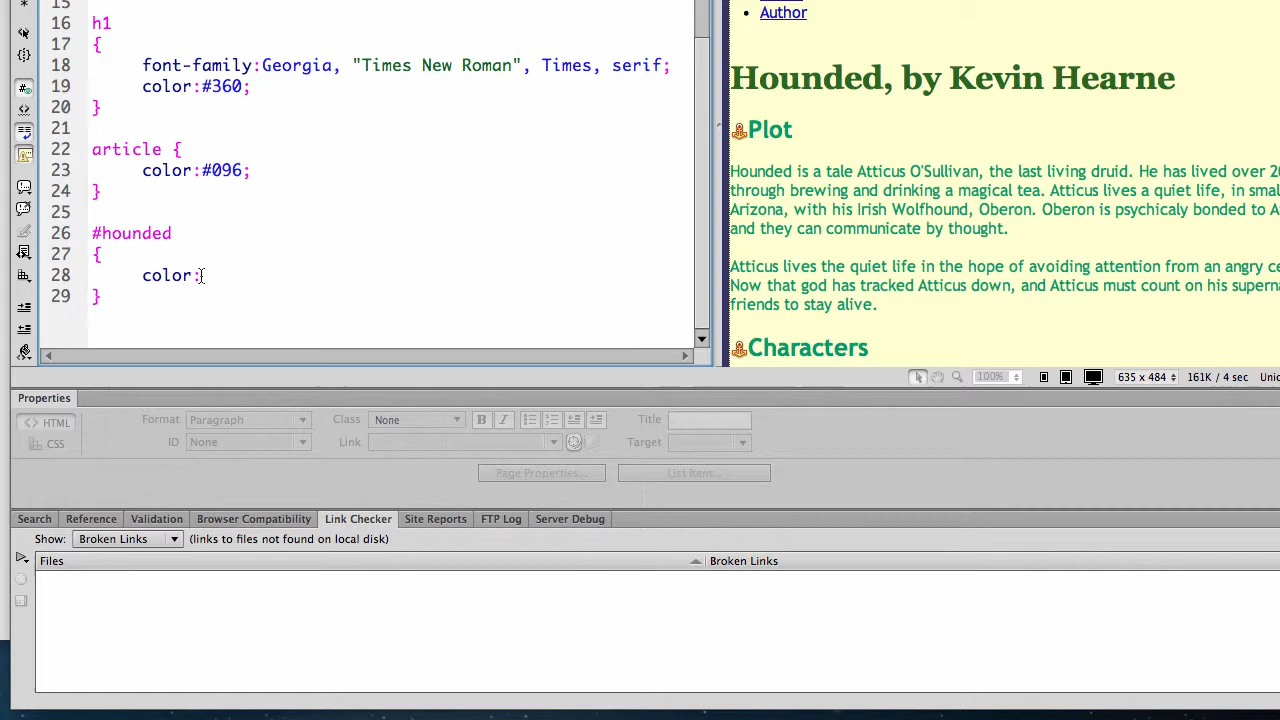 15
16 h1
17 {
18 font-family:Georgia, "Times New Roman", Times, serif;
19 color:#360;
20 }
21
22 article {
23 color:#096;
24 }
25
26 #hounded
27 {
28 color:
29 }
Author
Hounded, by Kevin Hearne
Plot
Hounded is a tale Atticus O'Sullivan, the last living druid. He has lived over 20
through brewing and drinking a magical tea. Atticus lives a quiet life, in smal
Arizona, with his Irish Wolfhound, Oberon. Oberon is psychicaly bonded to A
and they can communicate by thought.
Atticus lives the quiet life in the hope of avoiding attention from an angry ce
Now that god has tracked Atticus down, and Atticus must count on his superna
friends to stay alive.
Characters
100% 635 x 484 161K / 4 sec Unic
Properties
<> HTML Format Paragraph Class None B I Title
CSS ID None Link Target
Page Properties... List Item...
Search Reference Validation Browser Compatibility Link Checker Site Reports FTP Log Server Debug
Show: Broken Links (links to files not found on local disk)
Files Broken Links